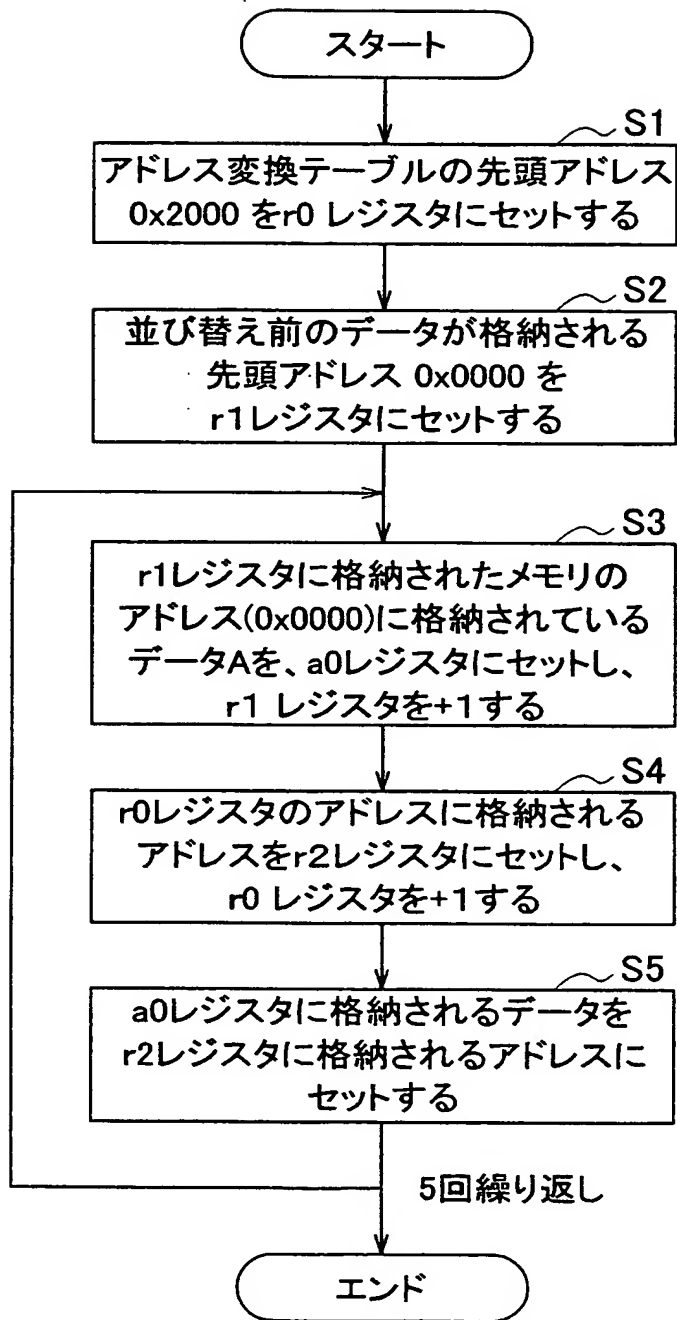 スタート
S1
アドレス変換テーブルの先頭アドレス
0x2000 をr0 レジスタにセットする
S2
並び替え前のデータが格納される
先頭アドレス 0x0000 を
r1レジスタにセットする
S3
r1レジスタに格納されたメモリの
アドレス(0x0000)に格納されている
データAを、a0レジスタにセットし、
r1 レジスタを+1する
S4
r0レジスタのアドレスに格納される
アドレスをr2レジスタにセットし、
r0 レジスタを+1する
S5
a0レジスタに格納されるデータを
r2レジスタに格納されるアドレスに
セットする
5回繰り返し
エンド